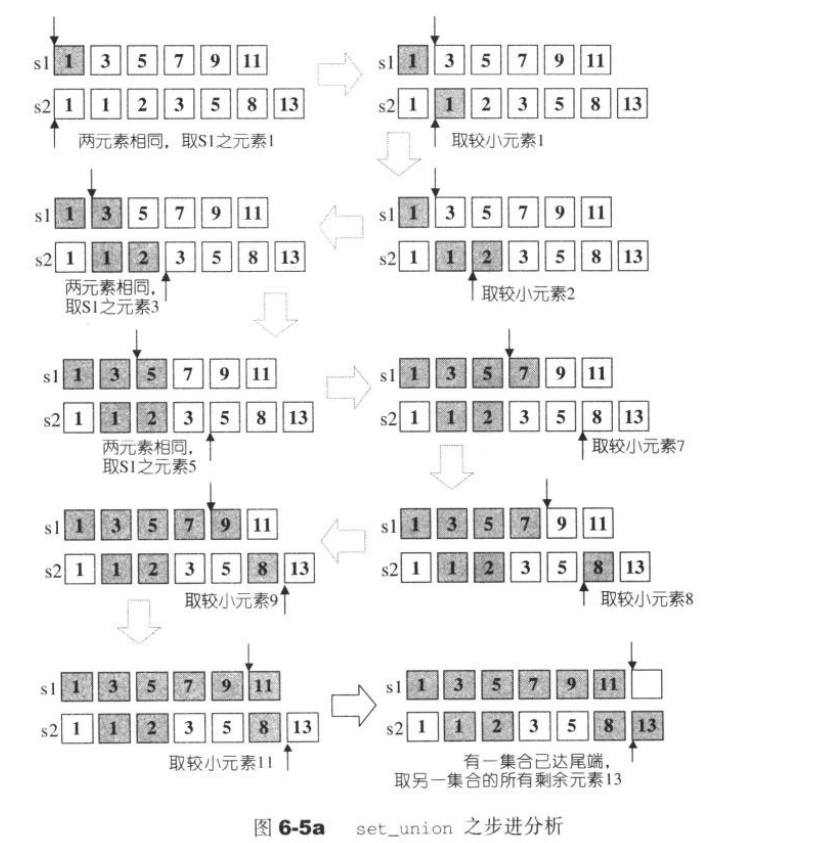 s1 1 3 5 7 9 11
s2 1 1 2 3 5 8 13
两元素相同，取S1之元素1
s1 1 3 5 7 9 11
s2 1 1 2 3 5 8 13
取较小元素1
s1 1 3 5 7 9 11
s2 1 1 2 3 5 8 13
取较小元素2
s1 1 3 5 7 9 11
s2 1 1 2 3 5 8 13
两元素相同，
取S1之元素3
s1 1 3 5 7 9 11
s2 1 1 2 3 5 8 13
两元素相同，
取S1之元素5
s1 1 3 5 7 9 11
s2 1 1 2 3 5 8 13
取较小元素7
s1 1 3 5 7 9 11
s2 1 1 2 3 5 8 13
取较小元素8
s1 1 3 5 7 9 11
s2 1 1 2 3 5 8 13
取较小元素9
s1 1 3 5 7 9 11
s2 1 1 2 3 5 8 13
取较小元素11
s1 1 3 5 7 9 11
s2 1 1 2 3 5 8 13
有一集合已达尾端，
取另一集合的所有剩余元素13
图 6-5a set_union 之步进分析